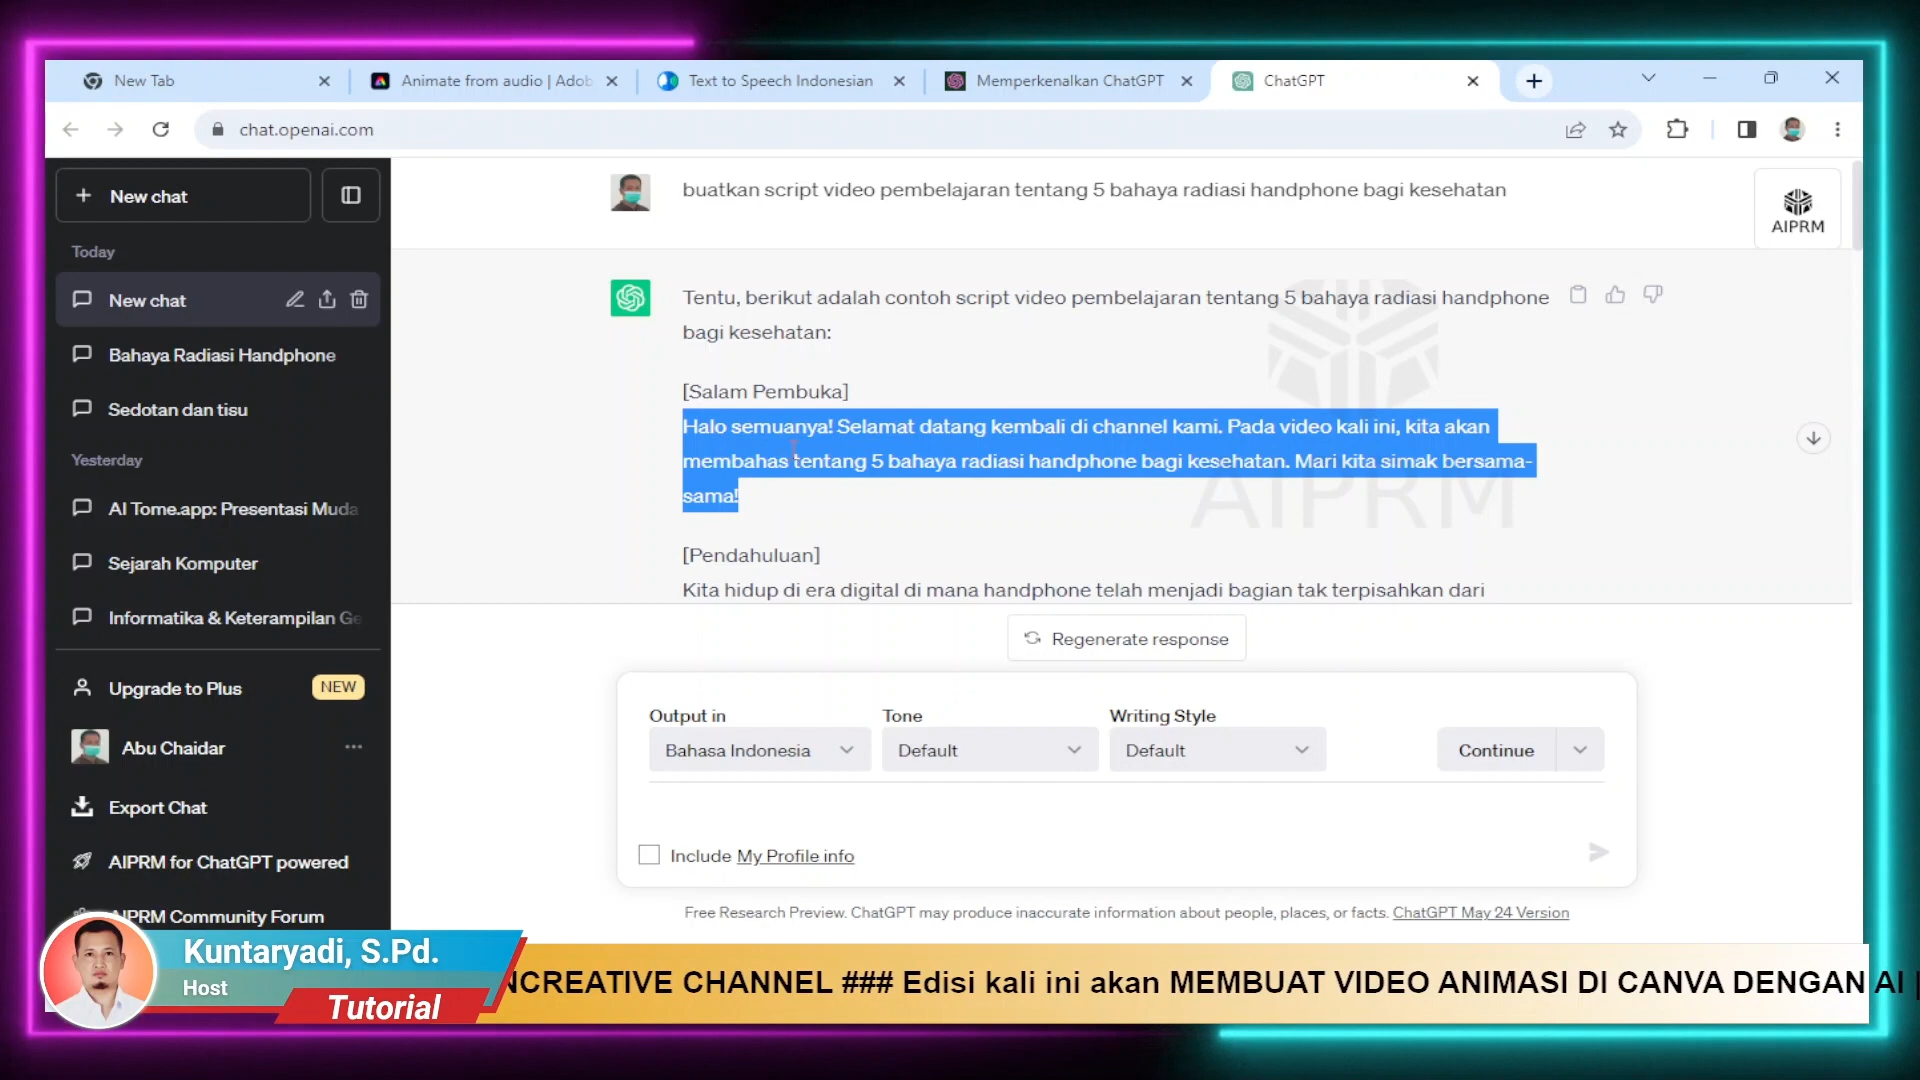 New Tab
Animate from audio | Adob
Text to Speech Indonesian
Memperkenalkan ChatGPT
ChatGPT
chat.openai.com
New chat
Today
New chat
Bahaya Radiasi Handphone
Sedotan dan tisu
Yesterday
AI Tome.app: Presentasi Muda
Sejarah Komputer
Informatika & Keterampilan Ge
Upgrade to Plus
NEW
Abu Chaidar
Export Chat
AIPRM for ChatGPT powered
AIPRM Community Forum
buatkan script video pembelajaran tentang 5 bahaya radiasi handphone bagi kesehatan
AIPRM
Tentu, berikut adalah contoh script video pembelajaran tentang 5 bahaya radiasi handphone
bagi kesehatan:
[Salam Pembuka]
Halo semuanya! Selamat datang kembali di channel kami. Pada video kali ini, kita akan
membahas tentang 5 bahaya radiasi handphone bagi kesehatan. Mari kita simak bersama-
sama!
AIPRM
[Pendahuluan]
Kita hidup di era digital di mana handphone telah menjadi bagian tak terpisahkan dari
Regenerate response
Output in
Tone
Writing Style
Bahasa Indonesia
Default
Default
Continue
Include My Profile info
Free Research Preview. ChatGPT may produce inaccurate information about people, places, or facts. ChatGPT May 24 Version
Kuntaryadi, S.Pd.
Host
Tutorial
NCREATIVE CHANNEL ### Edisi kali ini akan MEMBUAT VIDEO ANIMASI DI CANVA DENGAN AI |